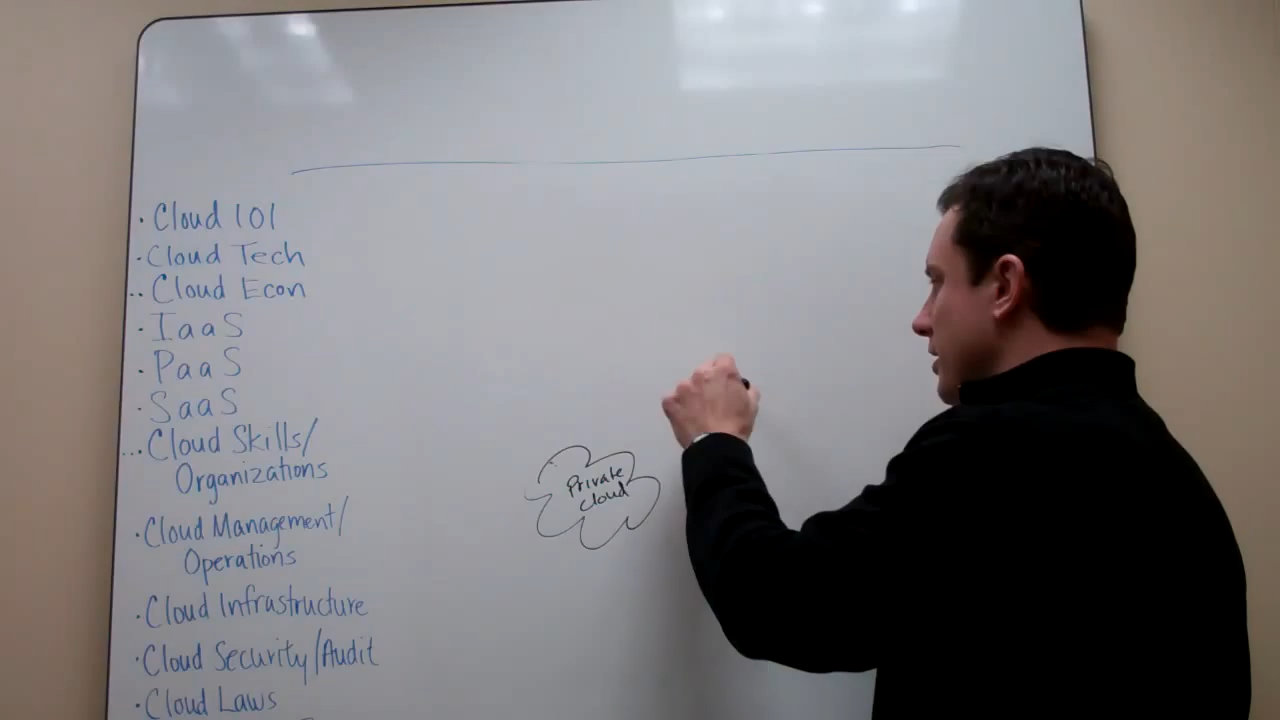 · Cloud 101
· Cloud Tech
.. Cloud Econ
· IaaS
· PaaS
· SaaS
... Cloud Skills/
Organizations
· Cloud Management/
Operations
· Cloud Infrastructure
· Cloud Security/Audit
· Cloud Laws
Private
Cloud